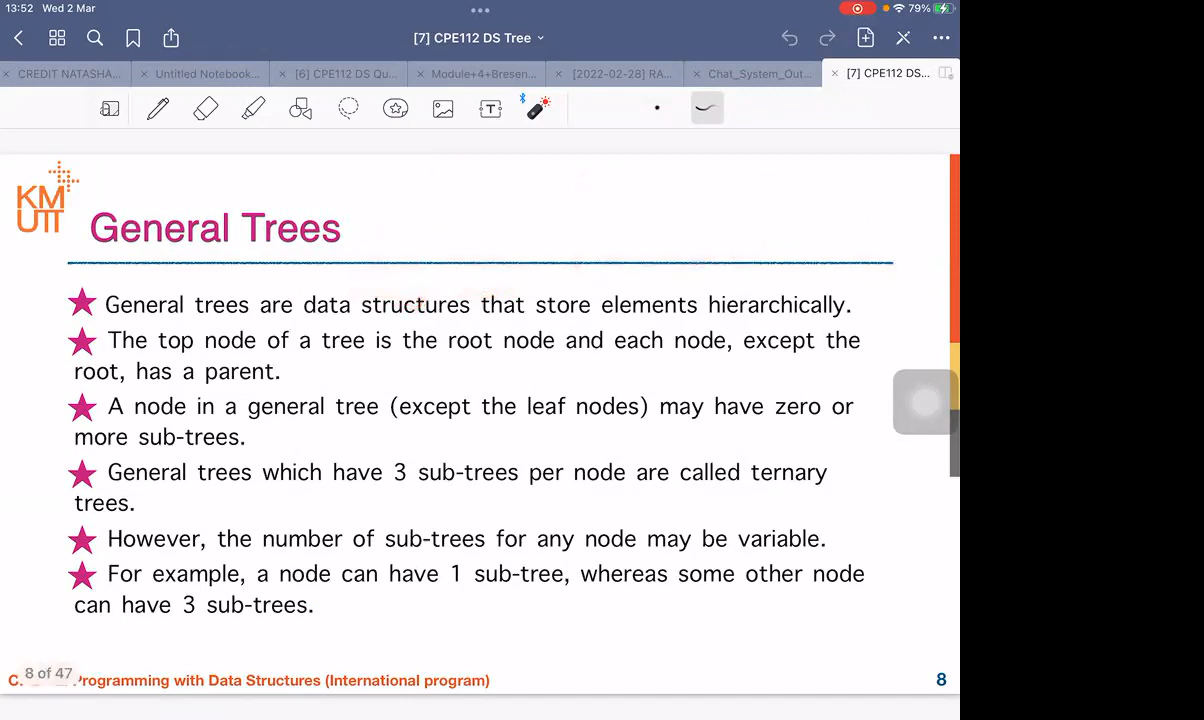 13:52 Wed 2 Mar
79%
[7] CPE112 DS Tree
CREDIT NATASHA...
Untitled Notebook...
[6] CPE112 DS Qu...
Module+4+Bresen...
[2022-02-28] RA...
Chat_System_Out...
[7] CPE112 DS...
T
KM
UTT
General Trees
General trees are data structures that store elements hierarchically.
The top node of a tree is the root node and each node, except the
root, has a parent.
A node in a general tree (except the leaf nodes) may have zero or
more sub-trees.
General trees which have 3 sub-trees per node are called ternary
trees.
However, the number of sub-trees for any node may be variable.
For example, a node can have 1 sub-tree, whereas some other node
can have 3 sub-trees.
8 of 47
Programming with Data Structures (International program)
8